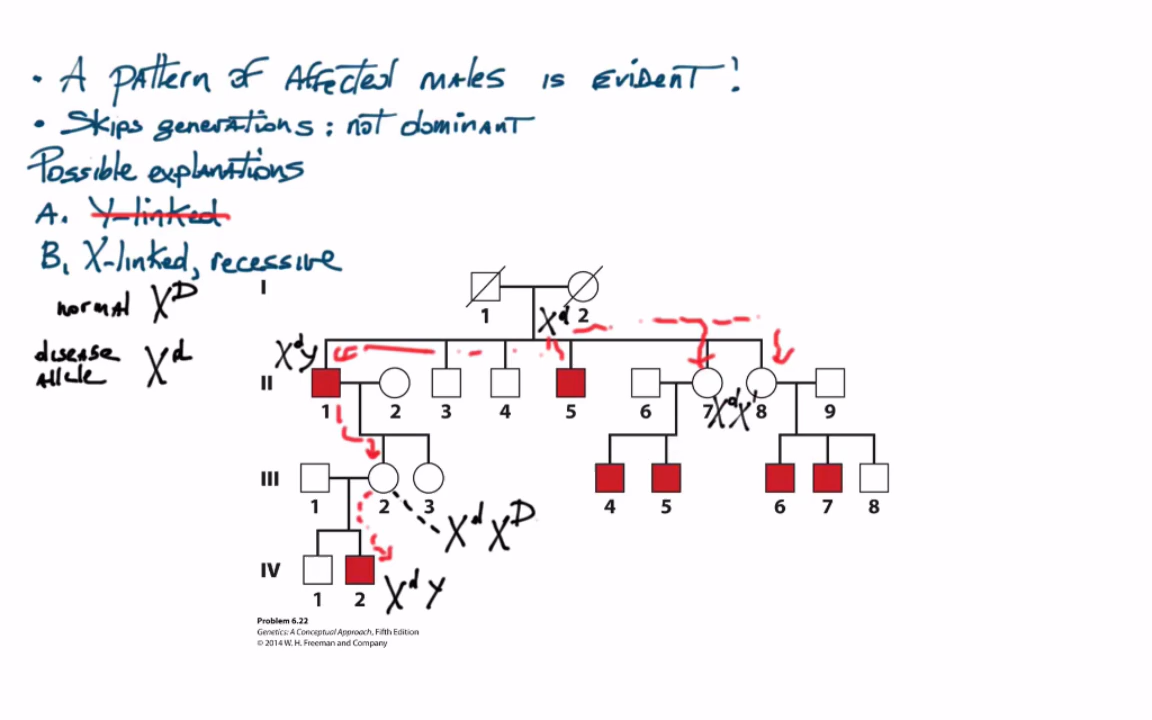 • A pattern of Affected males is Evident!
• Skips generations; not dominant
Possible explanations
A. Y-linked
B, X-linked, recessive
I
normal X^D
1
X^d 2
disease Allele X^d
X^d y
II
1 2 3 4 5 6 7 8 9
X^d X
III
1 2 3 4 5 6 7 8
X^d X^D
IV
1 2 X^d Y
Problem 6.22
Genetics: A Conceptual Approach, Fifth Edition
© 2014 W. H. Freeman and Company